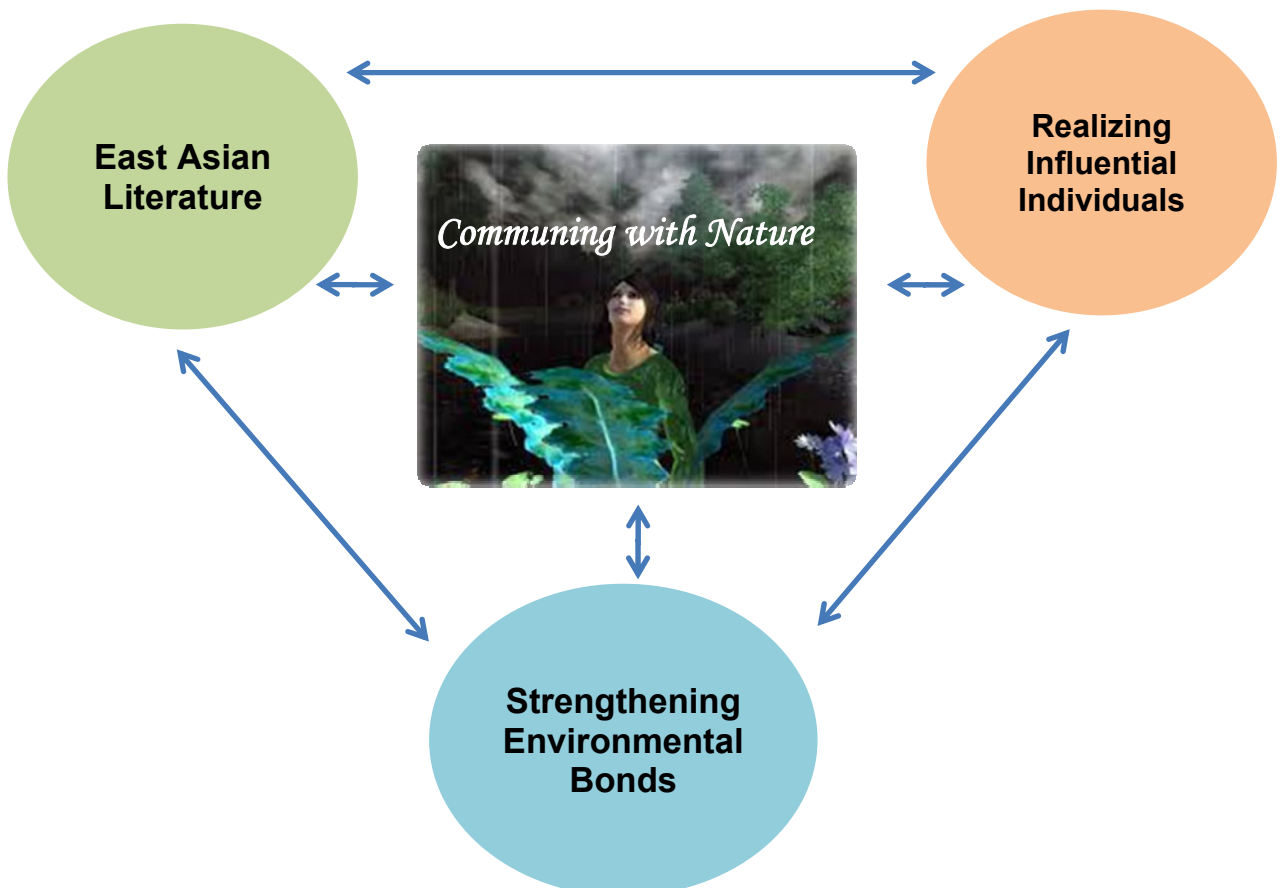 East Asian
Literature
Realizing
Influential
Individuals
Communing with Nature
Strengthening
Environmental
Bonds